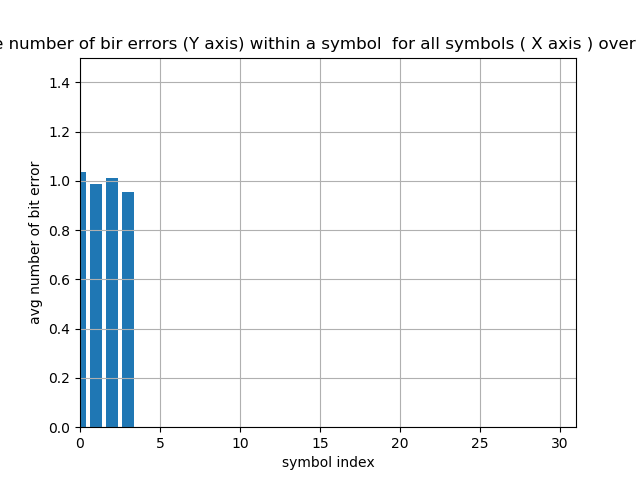 number of bir errors (Y axis) within a symbol  for all symbols ( X axis ) over
1.4
1.2
1.0
0.8
0.6
0.4
0.2
0.0
avg number of bit error
0 5 10 15 20 25 30
symbol index